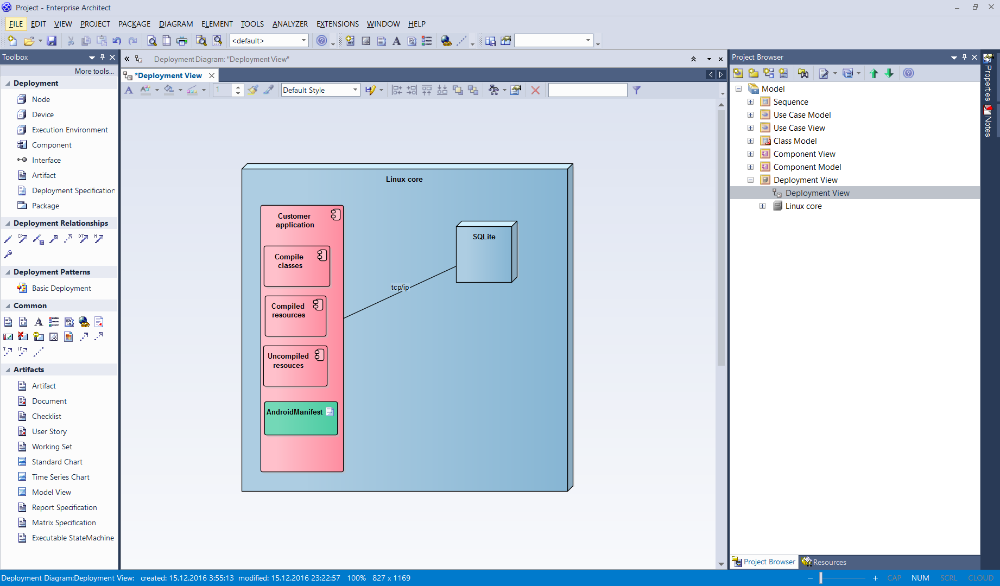 Project - Enterprise Architect
FILE EDIT VIEW PROJECT PACKAGE DIAGRAM ELEMENT TOOLS ANALYZER EXTENSIONS WINDOW HELP
<default>
Toolbox
More tools...
Deployment
Node
Device
Execution Environment
Component
Interface
Artifact
Deployment Specification
Package
Deployment Relationships
Deployment Patterns
Basic Deployment
Common
Artifacts
Artifact
Document
Checklist
User Story
Working Set
Standard Chart
Time Series Chart
Model View
Report Specification
Matrix Specification
Executable StateMachine
Deployment Diagram: "Deployment View"
*Deployment View
1
Default Style
Linux core
Customer
application
Compile
classes
Compiled
resources
Uncompiled
resouces
AndroidManifest
SQLite
tcp/ip
Project Browser
Model
Sequence
Use Case Model
Use Case View
Class Model
Component View
Component Model
Deployment View
Deployment View
Linux core
Project Browser Resources
Properties
Notes
Deployment Diagram:Deployment View: created: 15.12.2016 3:55:13 modified: 15.12.2016 23:22:57 100% 827 x 1169
CAP NUM SCRL CLOUD